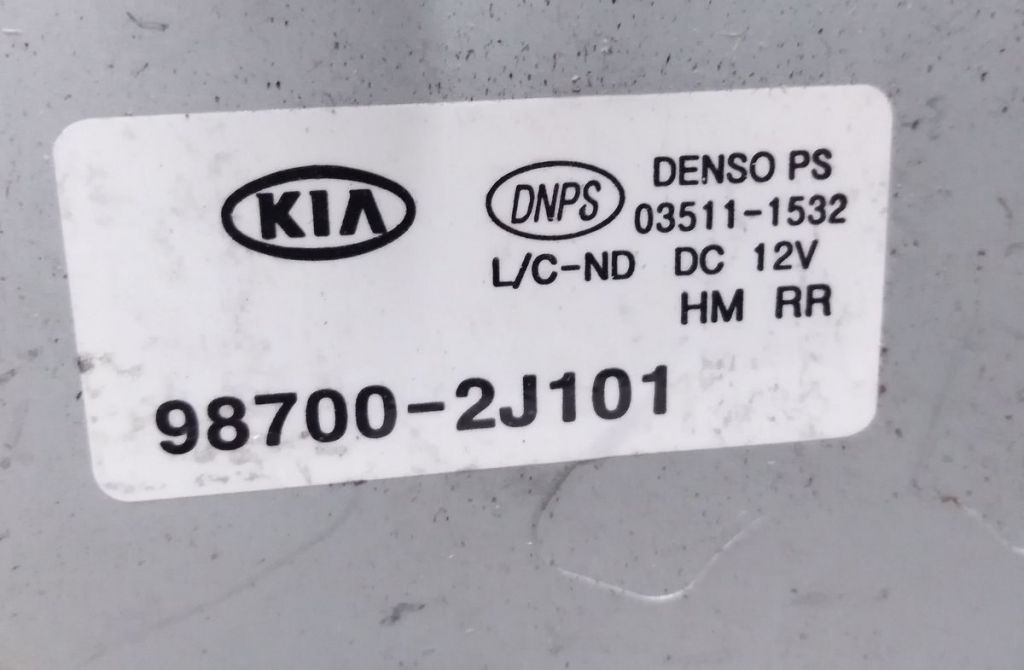 KIA
DNPS
DENSO PS
03511-1532
L/C-ND DC 12V
HM RR
98700-2J101